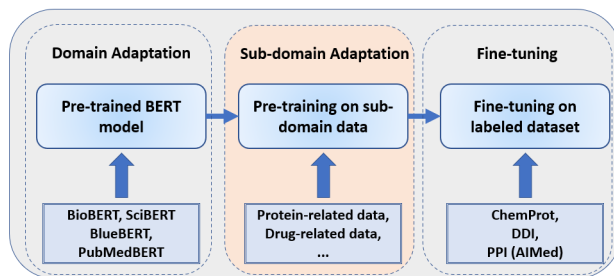 Domain Adaptation
Pre-trained BERT
model
BioBERT, SciBERT
BlueBERT,
PubMedBERT
Sub-domain Adaptation
Pre-training on sub-
domain data
Protein-related data,
Drug-related data,
...
Fine-tuning
Fine-tuning on
labeled dataset
ChemProt,
DDI,
PPI (AIMed)